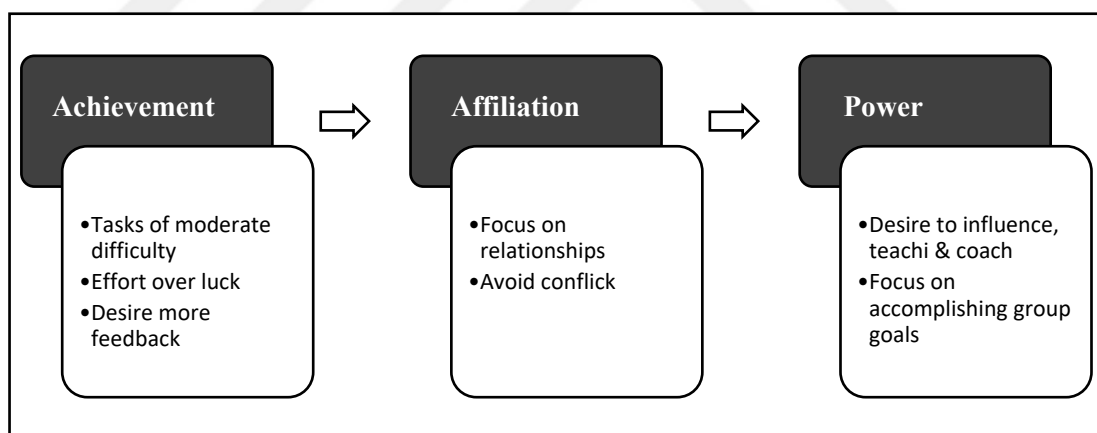 Achievement
•Tasks of moderate
difficulty
•Effort over luck
•Desire more
feedback
Affiliation
•Focus on
relationships
•Avoid conflick
Power
•Desire to influence,
teachi & coach
•Focus on
accomplishing group
goals